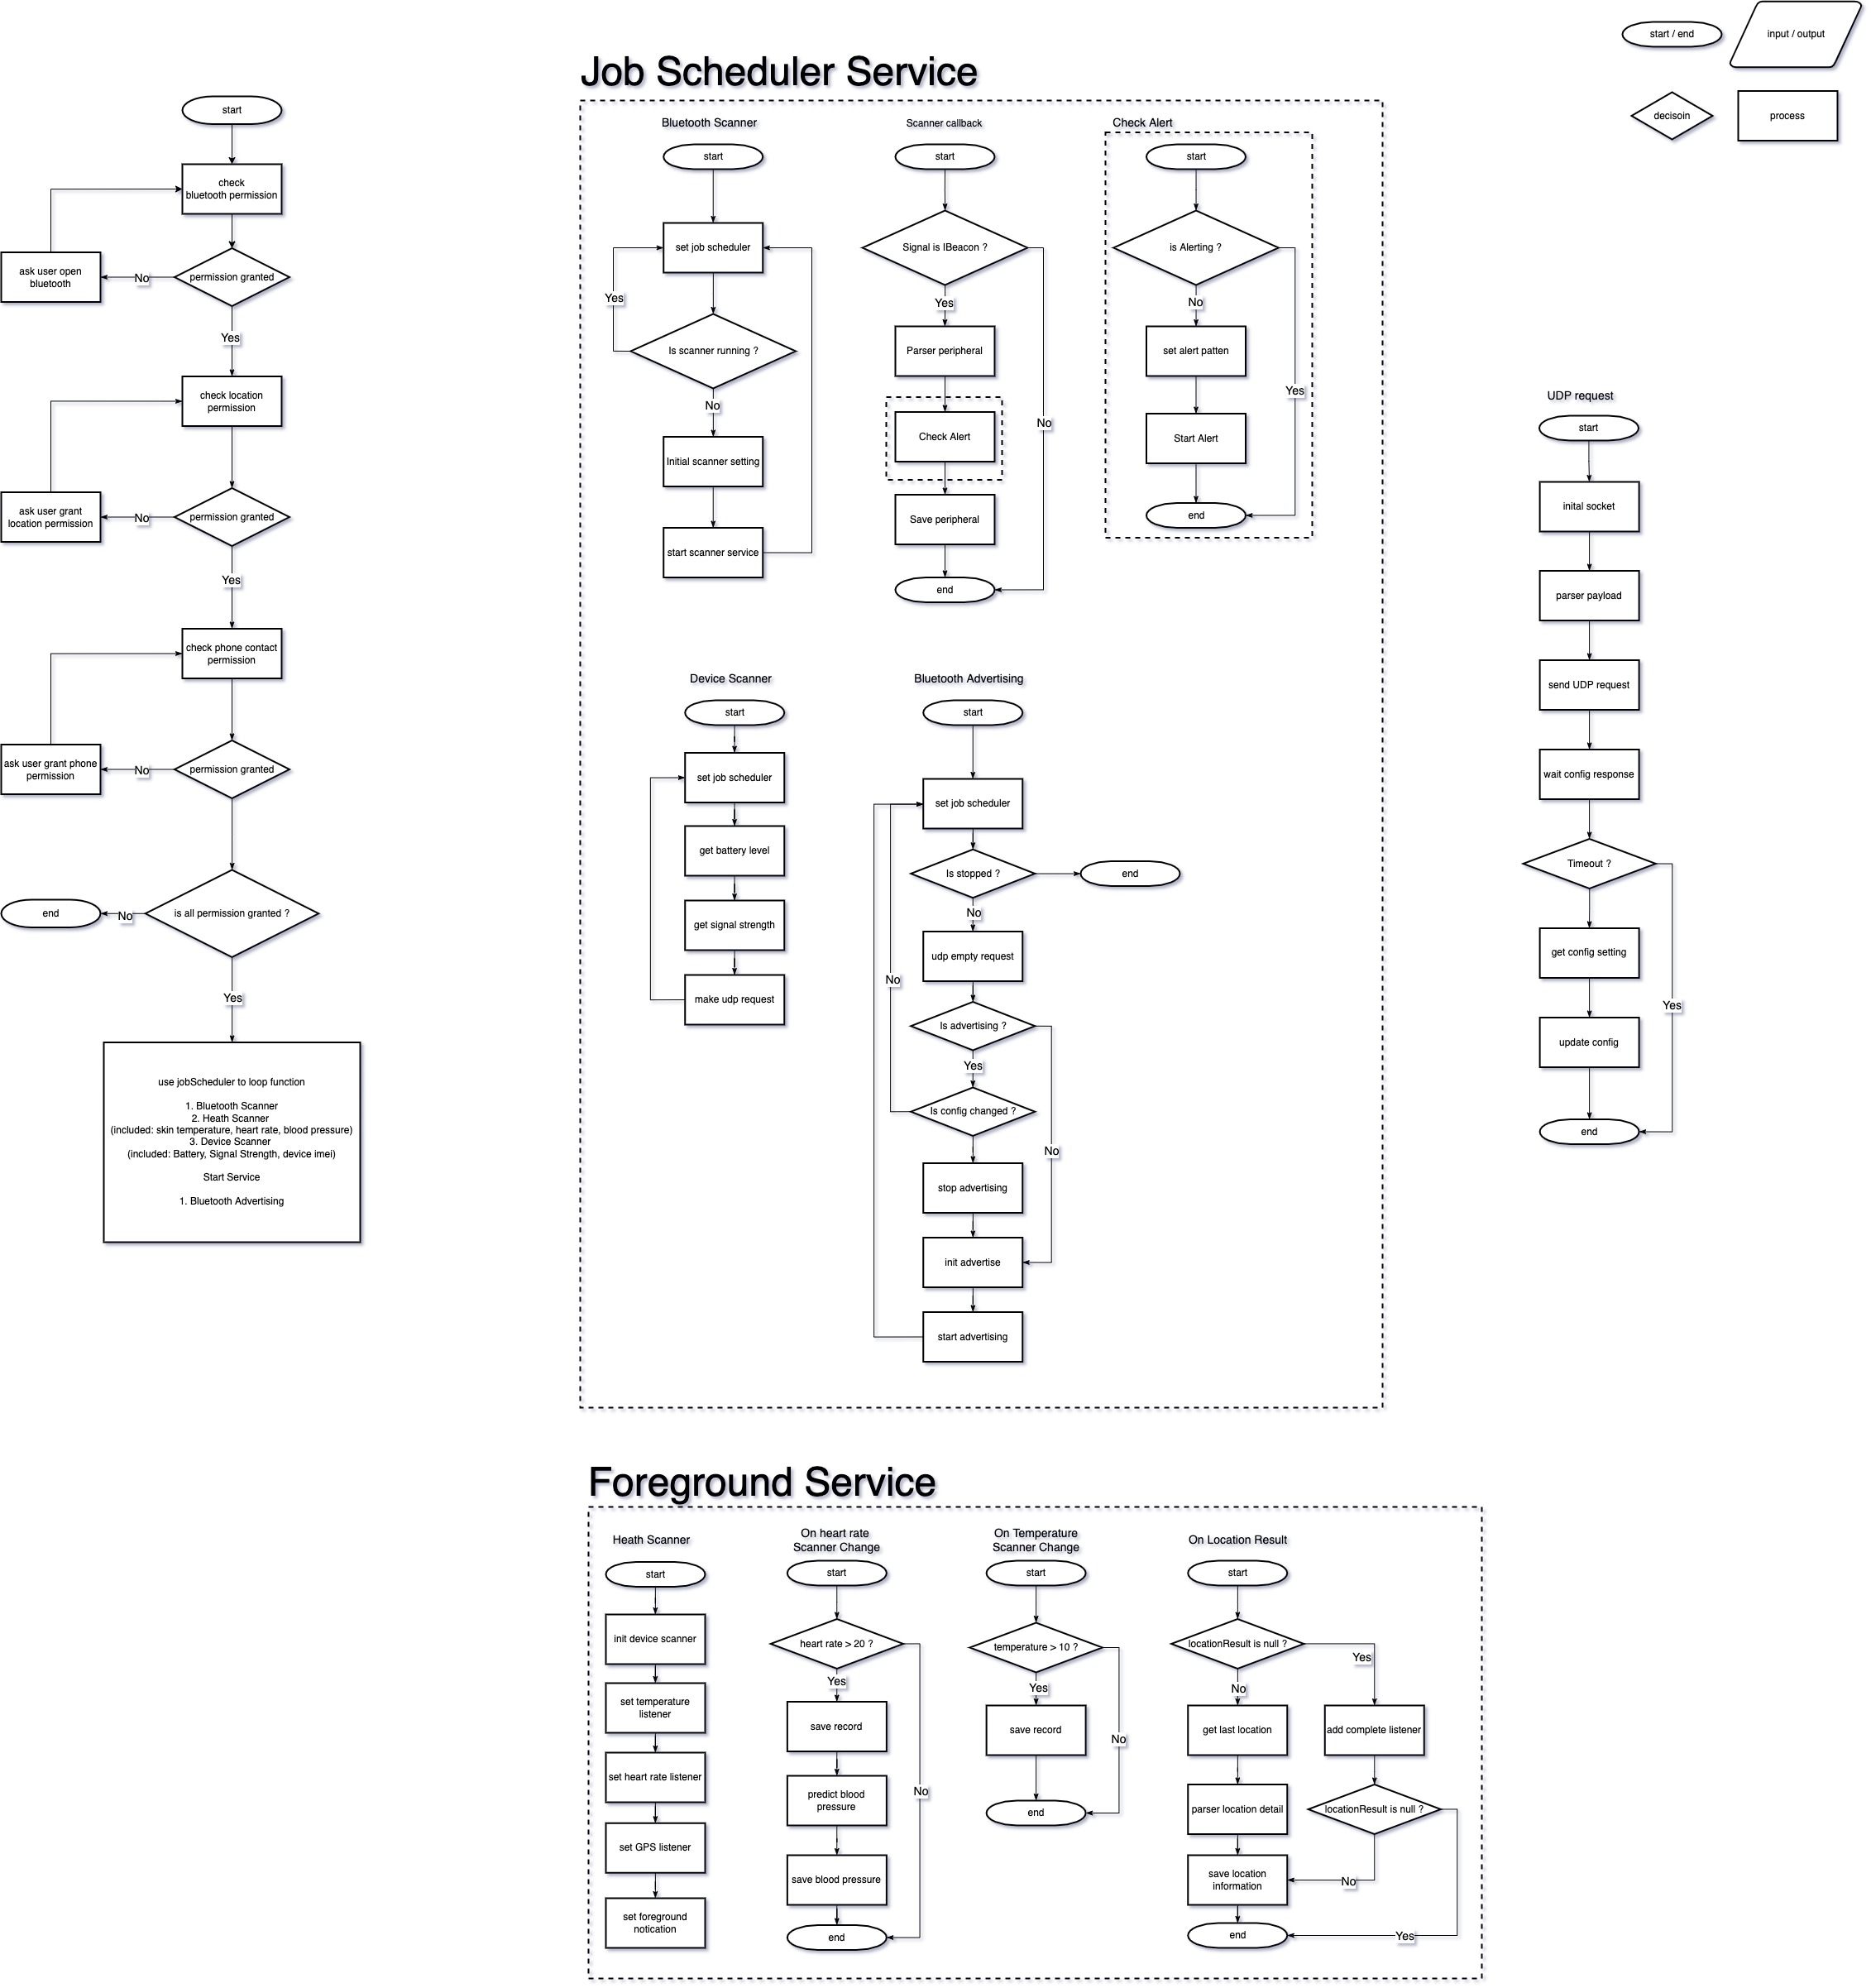 start / end
input / output
decisoin
process
start
check
bluetooth permission
ask user open
bluetooth
No
permission granted
Yes
check location
permission
ask user grant
location permission
No
permission granted
Yes
check phone contact
permission
ask user grant phone
permission
No
permission granted
end
No
is all permission granted ?
Yes
use jobScheduler to loop function
1. Bluetooth Scanner
2. Heath Scanner
(included: skin temperature, heart rate, blood pressure)
3. Device Scanner
(included: Battery, Signal Strength, device imei)
Start Service
1. Bluetooth Advertising
Job Scheduler Service
Bluetooth Scanner
start
set job scheduler
Yes
Is scanner running ?
No
Initial scanner setting
start scanner service
Scanner callback
start
Signal is IBeacon ?
Yes
Parser peripheral
No
Check Alert
Save peripheral
end
Check Alert
start
is Alerting ?
No
set alert patten
Yes
Start Alert
end
Device Scanner
start
set job scheduler
get battery level
get signal strength
make udp request
Bluetooth Advertising
start
set job scheduler
Is stopped ?
end
No
udp empty request
No
Is advertising ?
Yes
Is config changed ?
No
stop advertising
init advertise
start advertising
UDP request
start
inital socket
parser payload
send UDP request
wait config response
Timeout ?
get config setting
Yes
update config
end
Foreground Service
Heath Scanner
start
init device scanner
set temperature
listener
set heart rate listener
set GPS listener
set foreground
notication
On heart rate
Scanner Change
start
heart rate > 20 ?
Yes
save record
No
predict blood
pressure
save blood pressure
end
On Temperature
Scanner Change
start
temperature > 10 ?
Yes
save record
No
end
On Location Result
start
locationResult is null ?
Yes
No
get last location
add complete listener
parser location detail
locationResult is null ?
save location
information
No
end
Yes